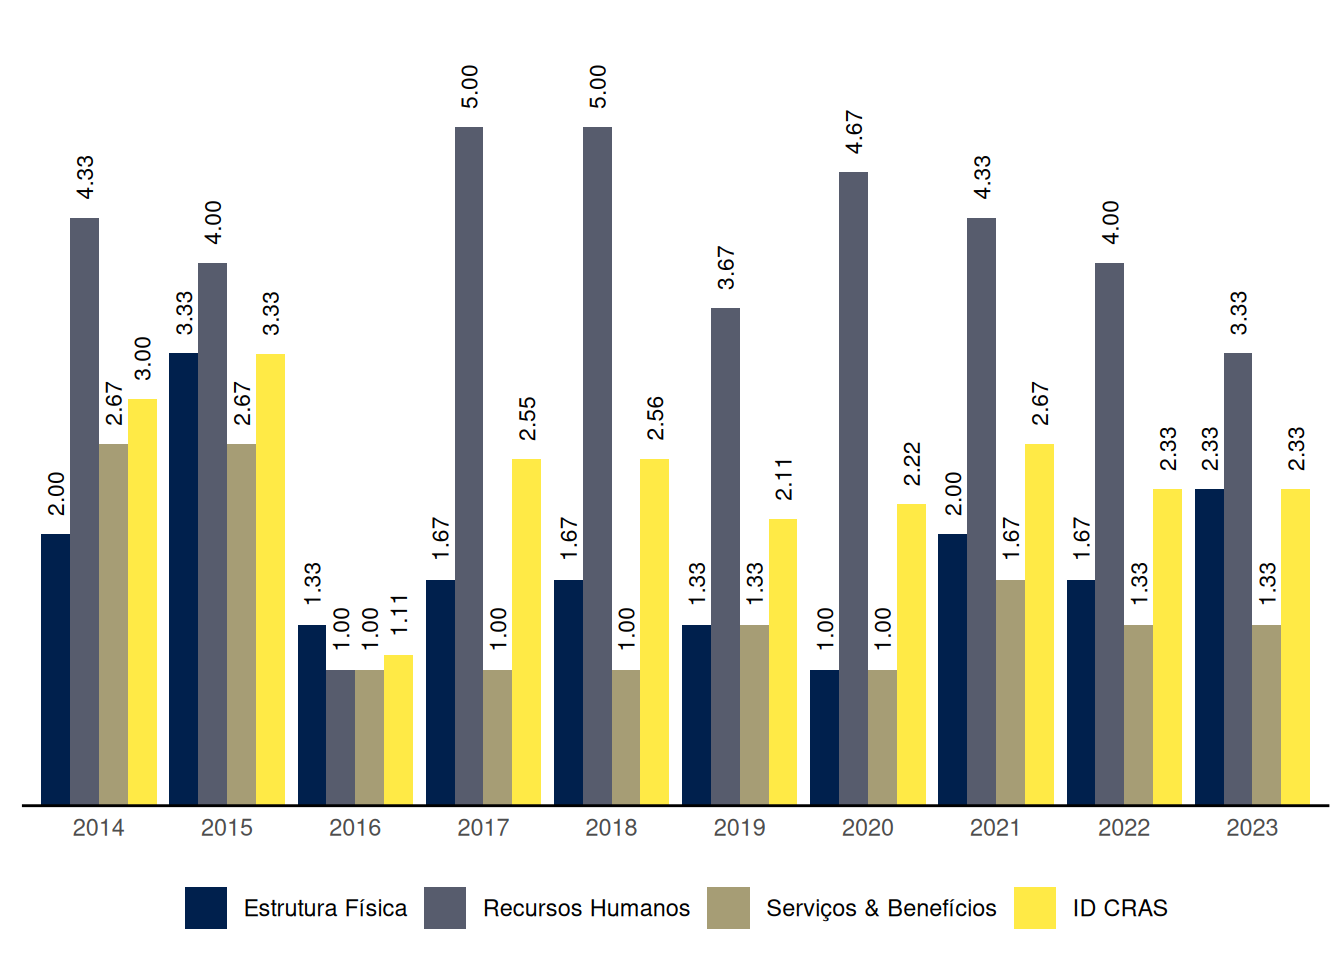 5.00 5.00
4.67
4.33 4.33
4.00 4.00
3.67
3.33 3.33 3.33
3.00
2.67 2.67 2.67
2.55 2.56
2.33 2.33 2.33
2.22
2.11
2.00 2.00
1.67 1.67 1.67 1.67
1.33 1.33 1.33 1.33 1.33
1.11
1.00 1.00 1.00 1.00 1.00 1.00
2014 2015 2016 2017 2018 2019 2020 2021 2022 2023
Estrutura Física Recursos Humanos Serviços & Benefícios ID CRAS